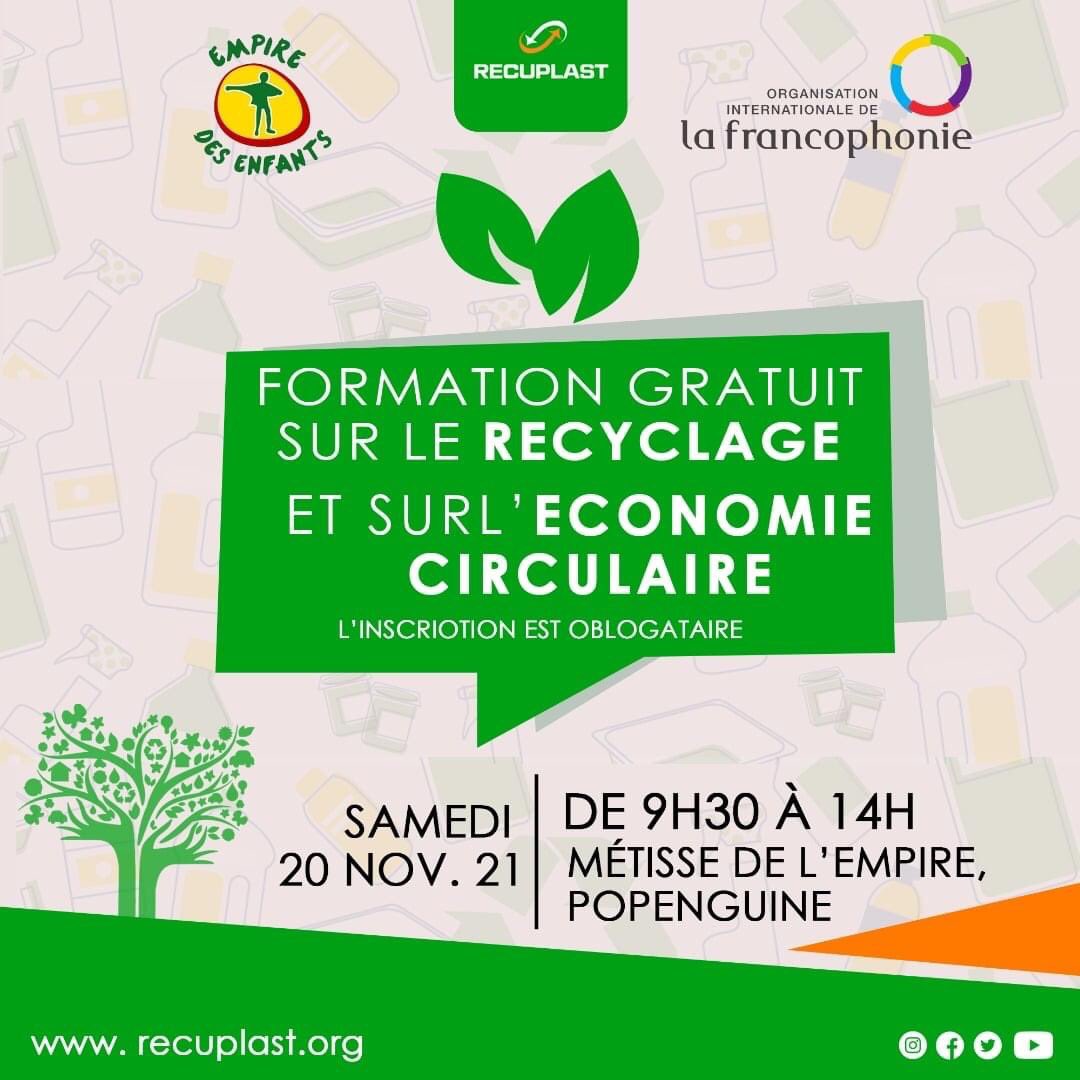 EMPIRE
DES ENFANTS
RECUPLAST
ORGANISATION
INTERNATIONALE DE
la francophonie
FORMATION GRATUIT
SUR LE RECYCLAGE
ET SURL'ECONOMIE
CIRCULAIRE
L'INSCRIOTION EST OBLOGATAIRE
SAMEDI
20 NOV. 21
DE 9H30 À 14H
MÉTISSE DE L'EMPIRE,
POPENGUINE
www. recuplast.org